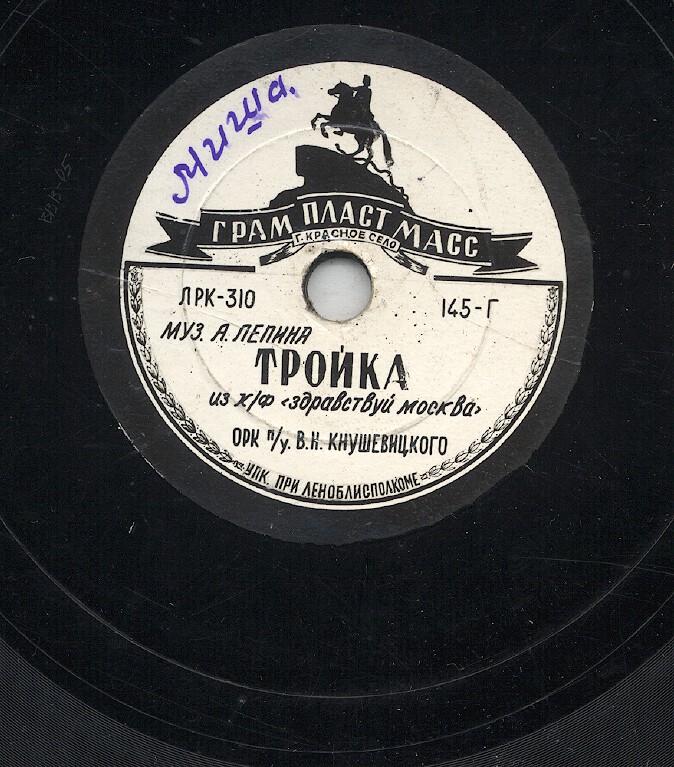 Миша.
ГРАМ ПЛАСТ МАСС
Г. КРАСНОЕ СЕЛО
ЛРК-310
145-Г
МУЗ. А. ЛЕПИНА
ТРОЙКА
из х/ф «здравствуй москва»
ОРК п/у. В.Н. КНУШЕВИЦКОГО
УПК. ПРИ ЛЕНОБЛИСПОЛКОМЕ